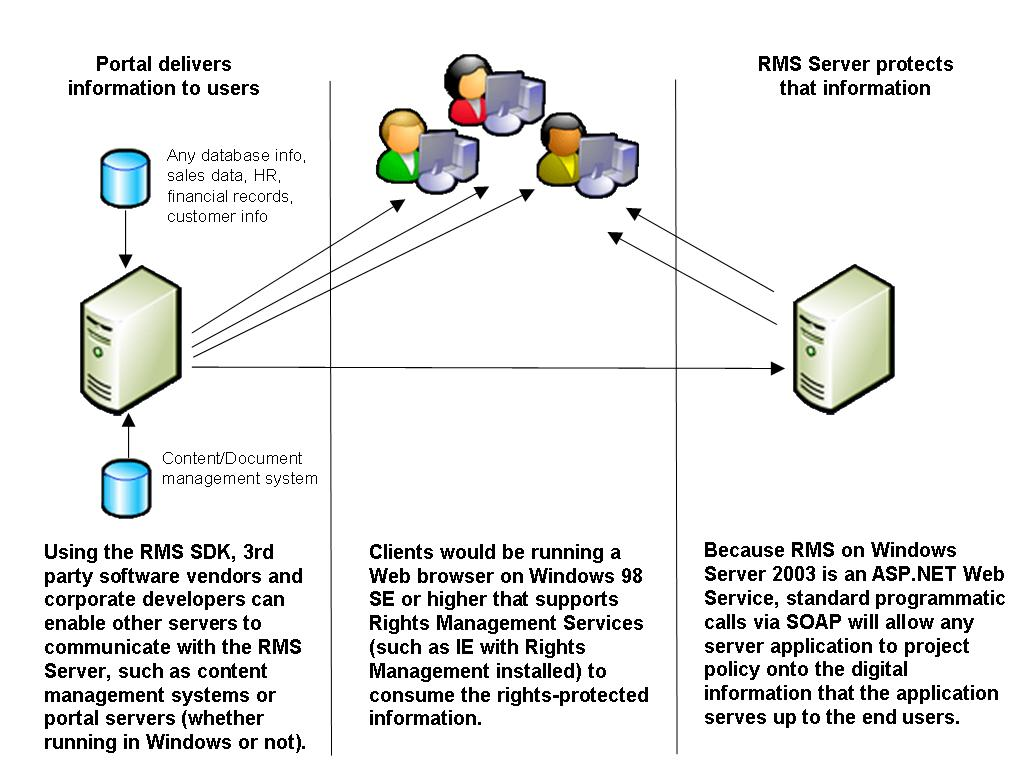 Portal delivers
information to users
RMS Server protects
that information
Any database info,
sales data, HR,
financial records,
customer info
Content/Document
management system
Using the RMS SDK, 3rd
party software vendors and
corporate developers can
enable other servers to
communicate with the RMS
Server, such as content
management systems or
portal servers (whether
running in Windows or not).
Clients would be running a
Web browser on Windows 98
SE or higher that supports
Rights Management Services
(such as IE with Rights
Management installed) to
consume the rights-protected
information.
Because RMS on Windows
Server 2003 is an ASP.NET Web
Service, standard programmatic
calls via SOAP will allow any
server application to project
policy onto the digital
information that the application
serves up to the end users.